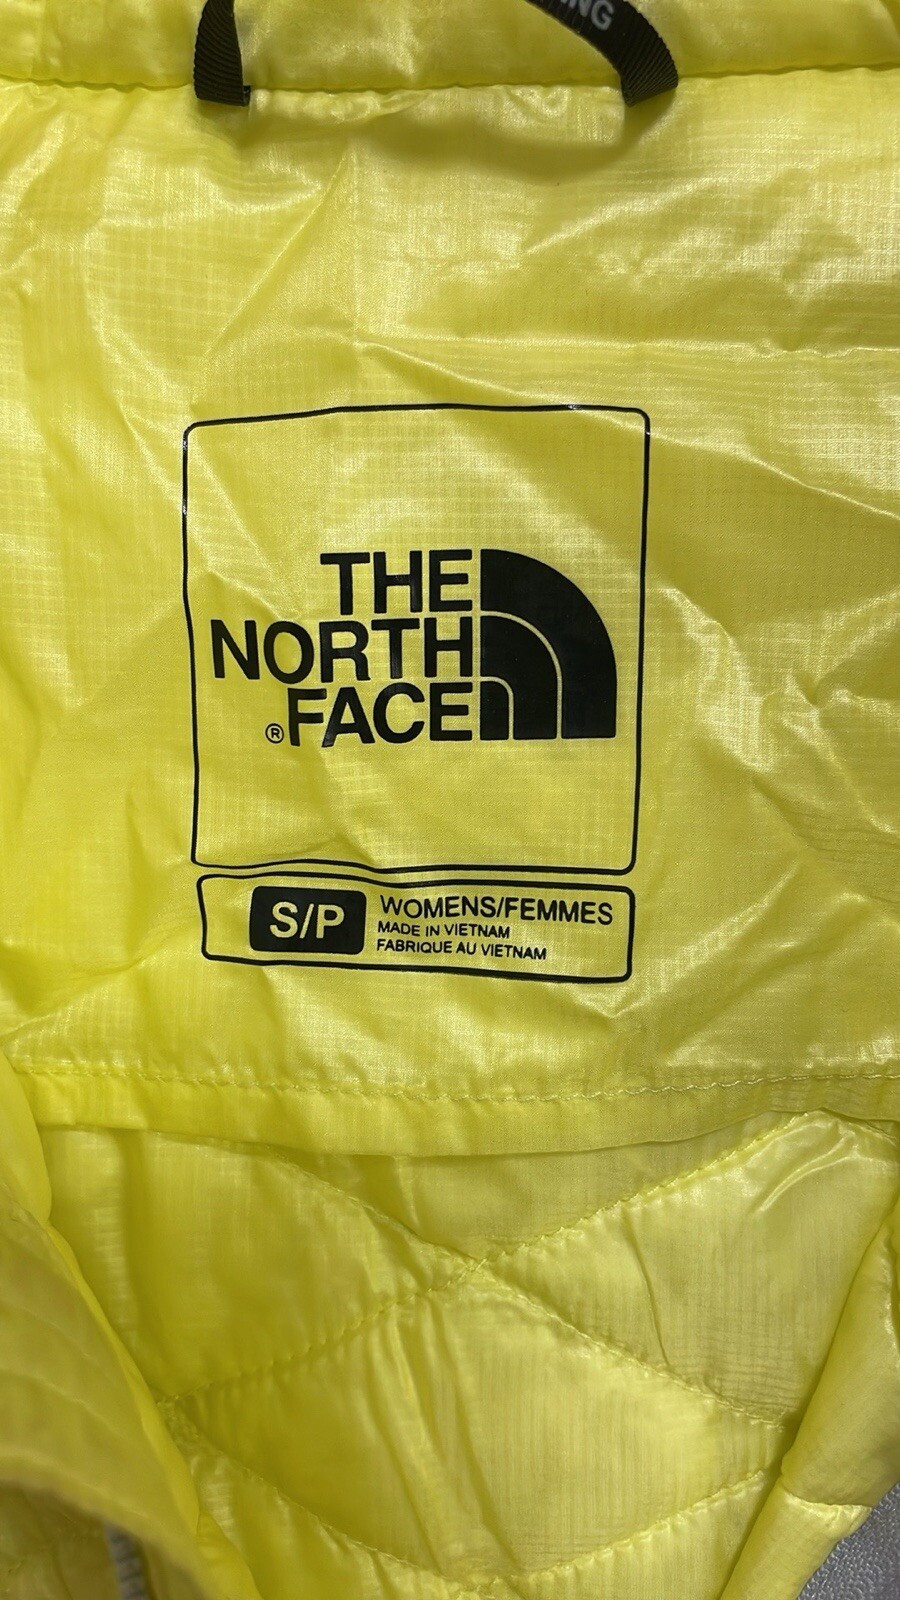 THE
NORTH
®FACE
S/P
WOMENS/FEMMES
MADE IN VIETNAM
FABRIQUE AU VIETNAM